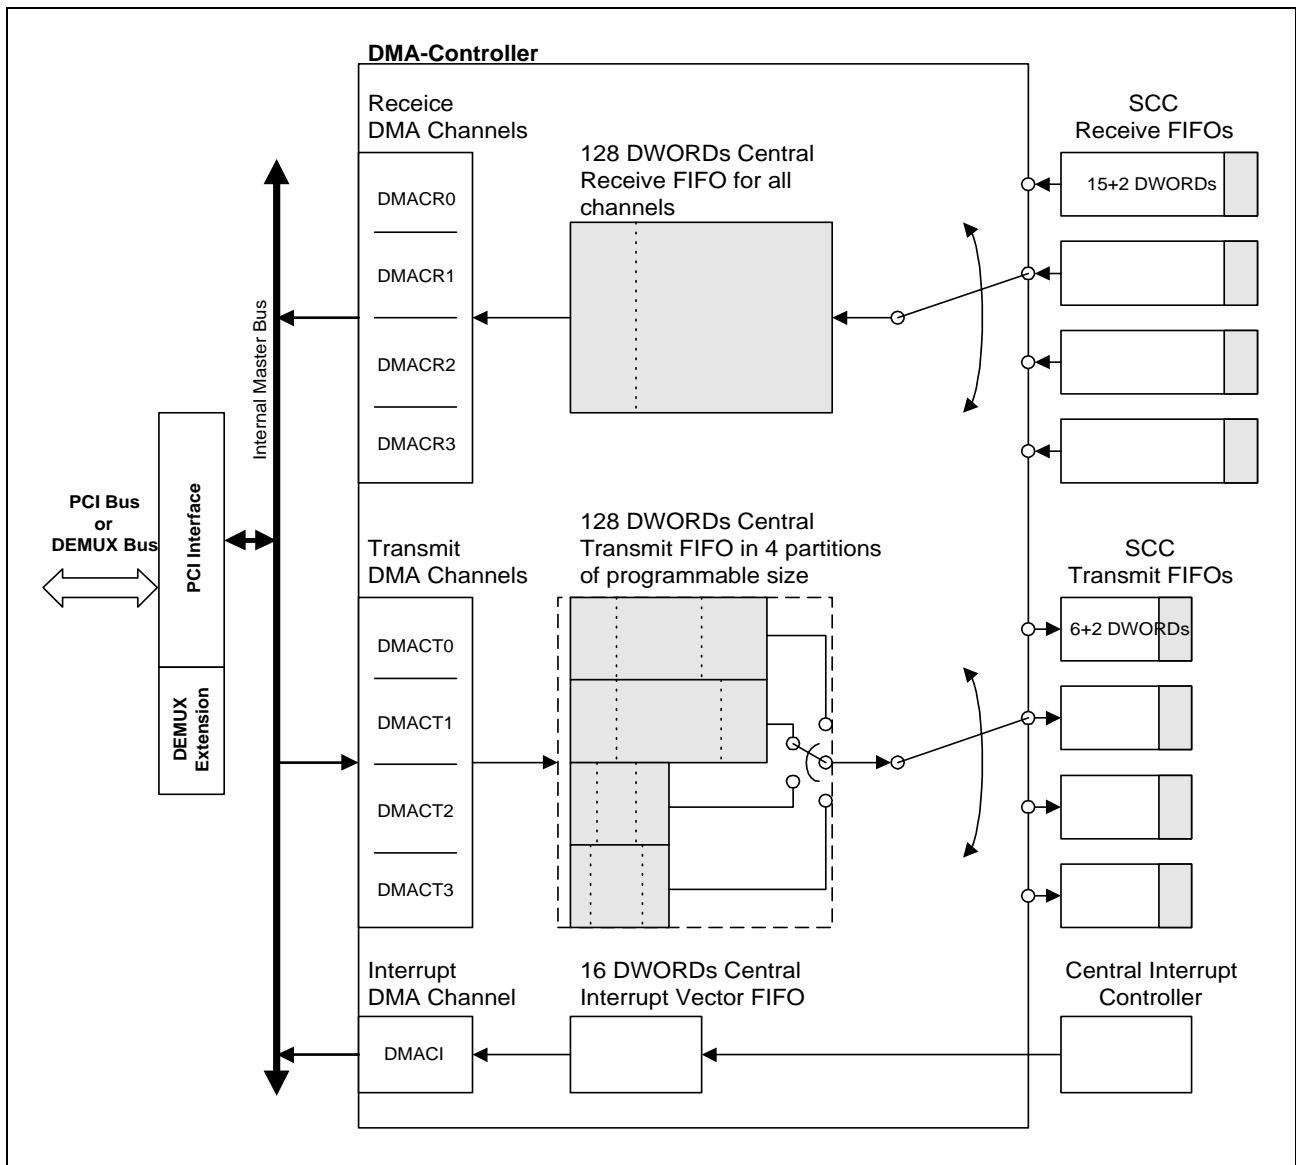 DMA-Controller
Receice
DMA Channels
128 DWORDs Central
Receive FIFO for all
channels
SCC
Receive FIFOs
15+2 DWORDs
DMACR0
DMACR1
DMACR2
DMACR3
Internal Master Bus
PCI Bus
or
DEMUX Bus
PCI Interface
DEMUX
Extension
Transmit
DMA Channels
128 DWORDs Central
Transmit FIFO in 4 partitions
of programmable size
SCC
Transmit FIFOs
6+2 DWORDs
DMACT0
DMACT1
DMACT2
DMACT3
Interrupt
DMA Channel
16 DWORDs Central
Interrupt Vector FIFO
Central Interrupt
Controller
DMACI